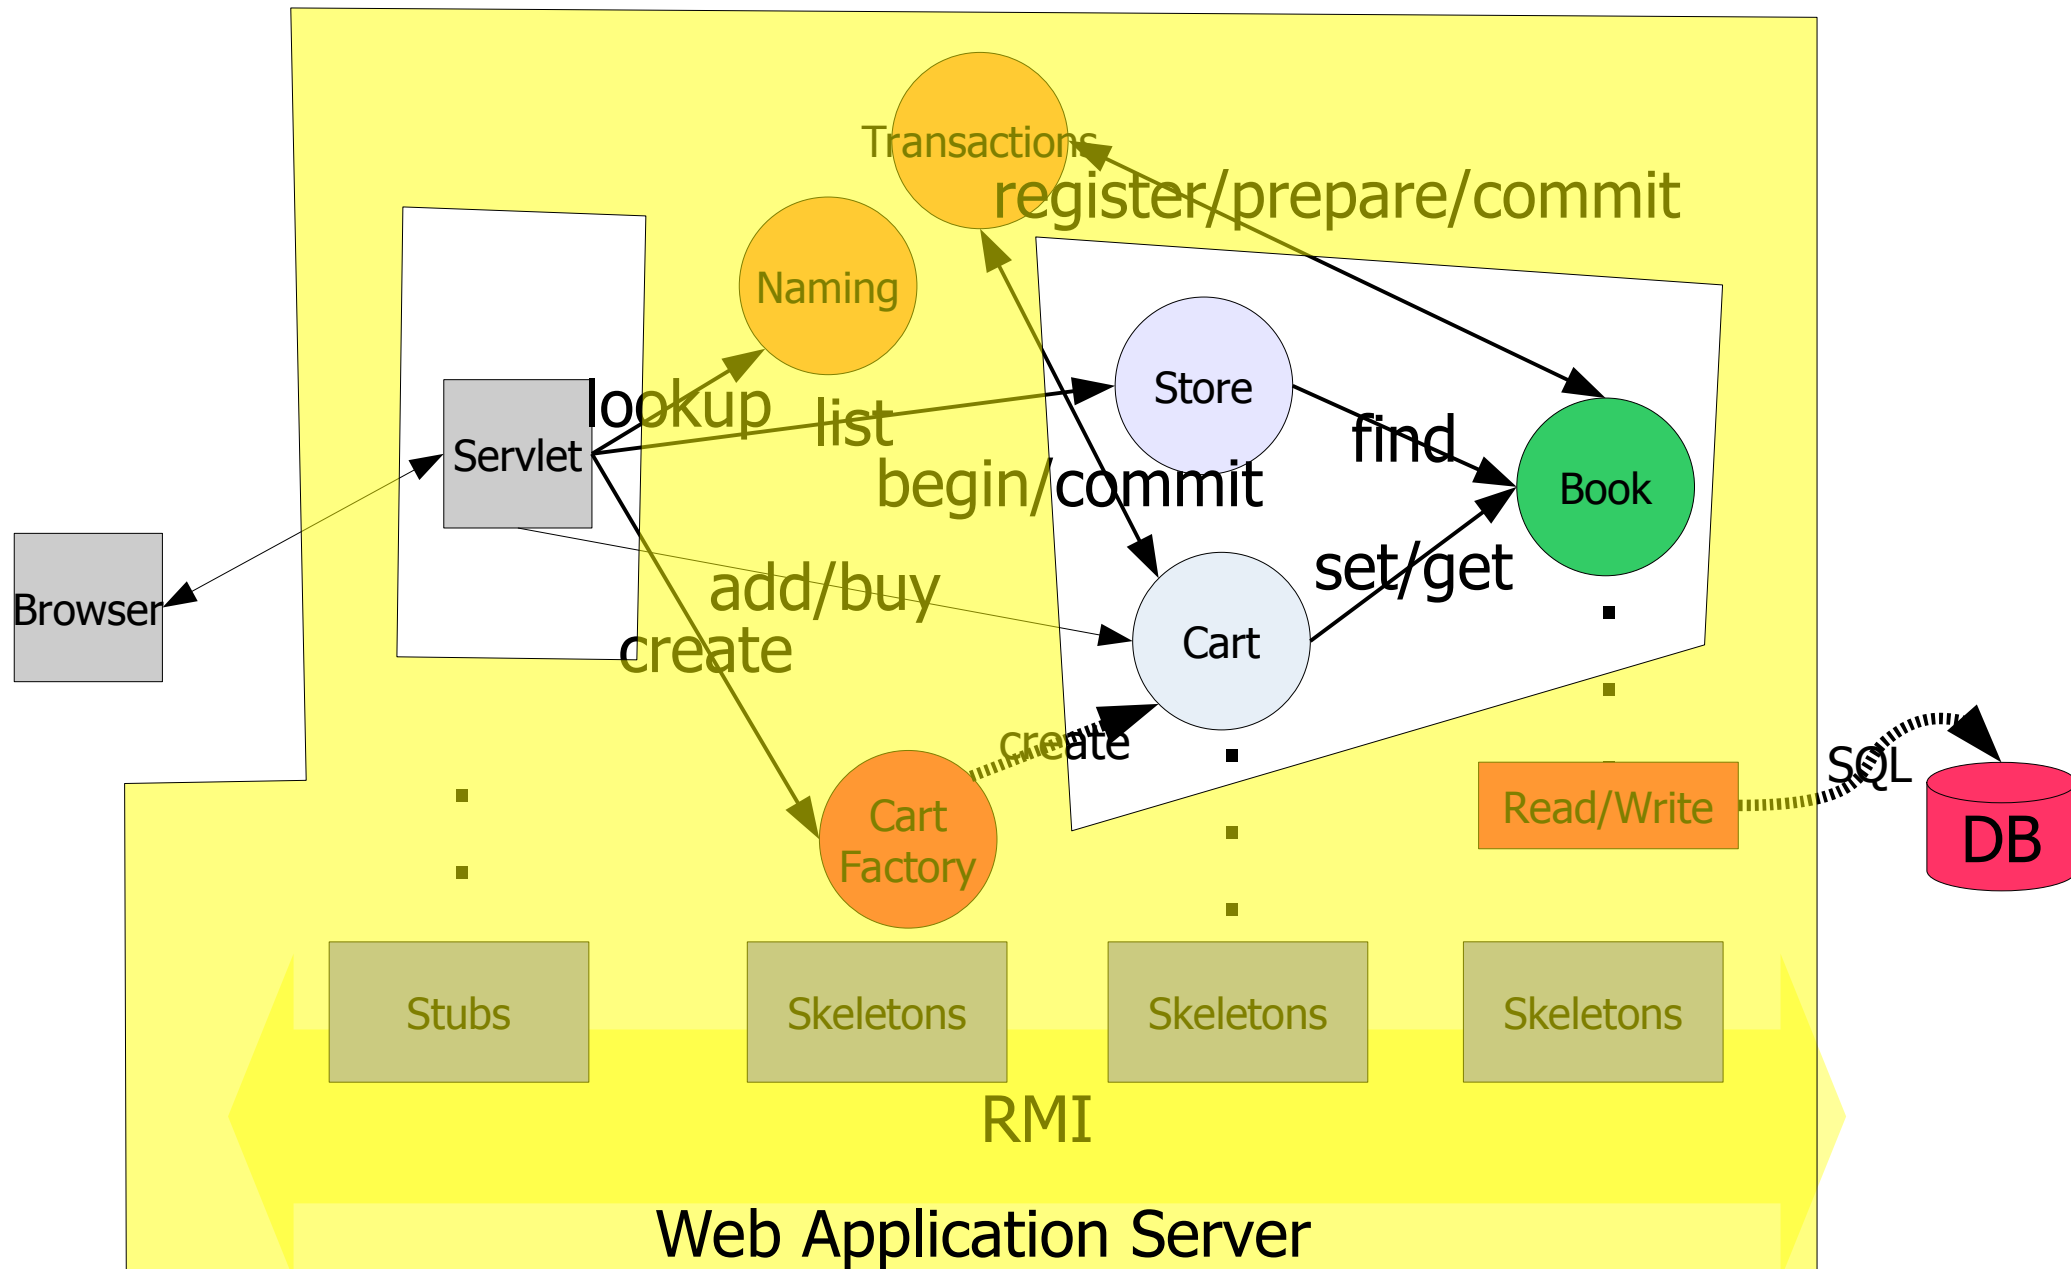 Transactions
register/prepare/commit
Naming
Store
lookup
list
find
Servlet
begin/commit
Book
set/get
add/buy
Browser
create
Cart
create
SQL
Cart
Factory
Read/Write
DB
Stubs
Skeletons
Skeletons
Skeletons
RMI
Web Application Server